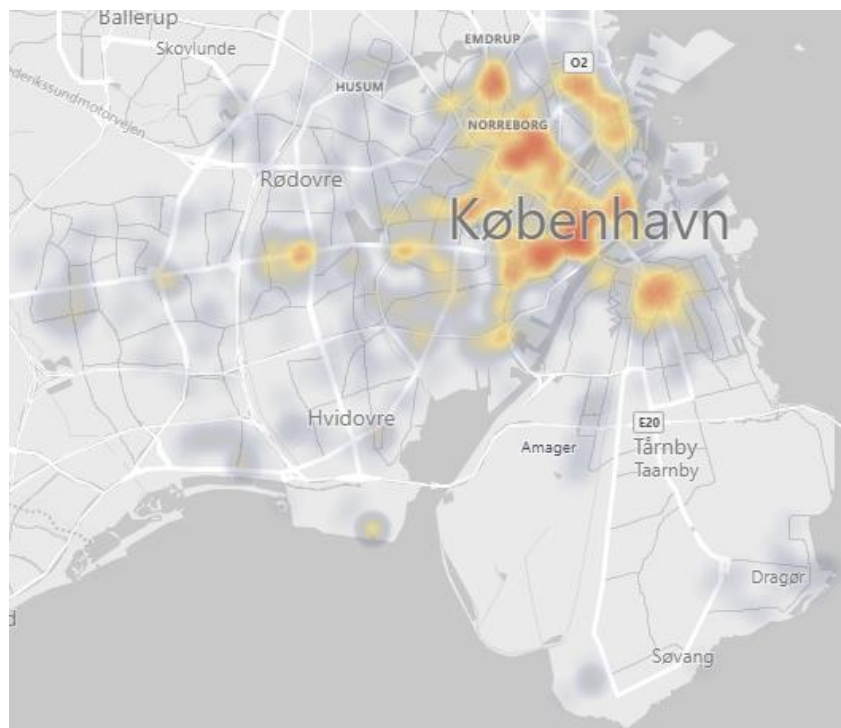 Ballerup
Skovlunde
EMDRUP
O2
HUSUM
NORREBORG
Rødovre
København
Hvidovre
E20
Amager
Tårnby
Taarnby
Dragør
Søvang